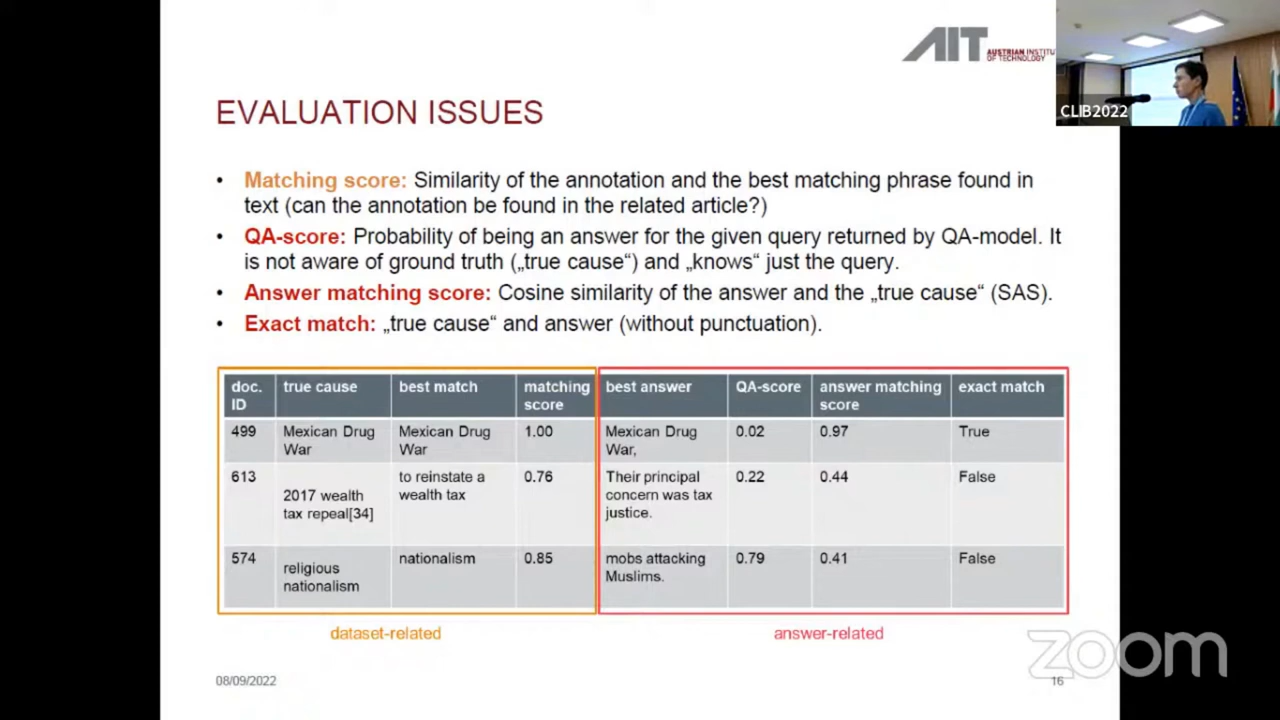 AIT AUSTRIAN INSTITU
OF TECHNOLOGY
CLIB2022
EVALUATION ISSUES
• Matching score: Similarity of the annotation and the best matching phrase found in
text (can the annotation be found in the related article?)
• QA-score: Probability of being an answer for the given query returned by QA-model. It
is not aware of ground truth („true cause“) and „knows“ just the query.
• Answer matching score: Cosine similarity of the answer and the „true cause“ (SAS).
• Exact match: „true cause“ and answer (without punctuation).
doc. ID true cause best match matching score best answer QA-score answer matching score exact match
499 Mexican Drug War Mexican Drug War 1.00 Mexican Drug War, 0.02 0.97 True
613 2017 wealth tax repeal[34] to reinstate a wealth tax 0.76 Their principal concern was tax justice. 0.22 0.44 False
574 religious nationalism nationalism 0.85 mobs attacking Muslims. 0.79 0.41 False
dataset-related answer-related
zoom
08/09/2022 16